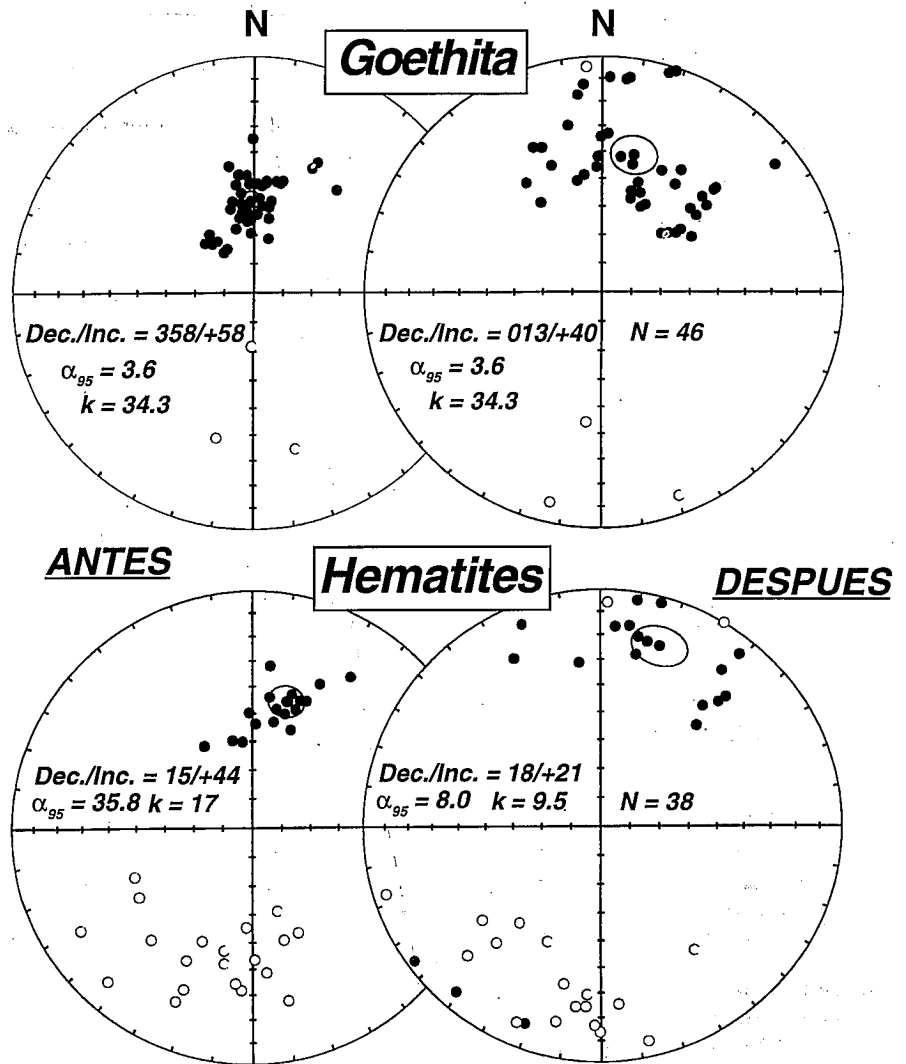 N
N
Goethita
Dec./Inc. = 358/+58
α95 = 3.6
k = 34.3
Dec./Inc. = 013/+40
N = 46
α95 = 3.6
k = 34.3
ANTES
Hematites
DESPUES
Dec./Inc. = 15/+44
α95 = 35.8 k = 17
Dec./Inc. = 18/+21
α95 = 8.0 k = 9.5
N = 38